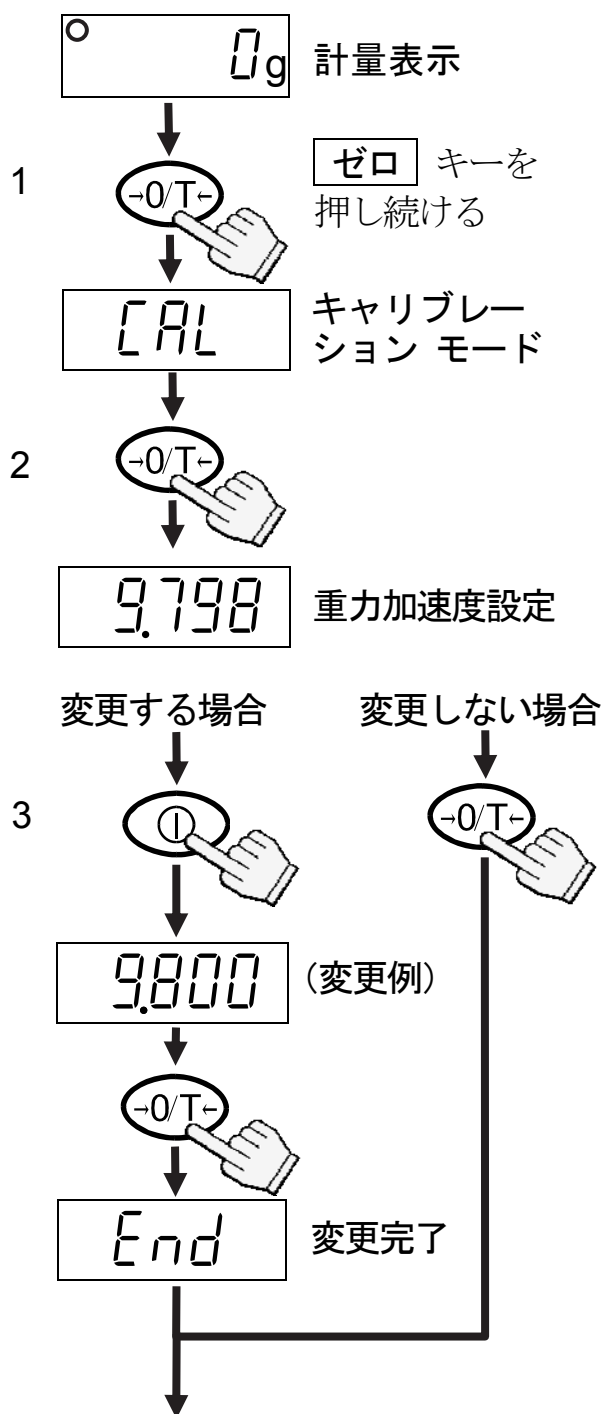 0g 計量表示
1 →0/T← ゼロ キーを
押し続ける
CAL キャリブレー
ション モード
2 →0/T←
9.798 重力加速度設定
変更する場合 変更しない場合
3 →0/T←
9.800 (変更例)
→0/T←
End 変更完了